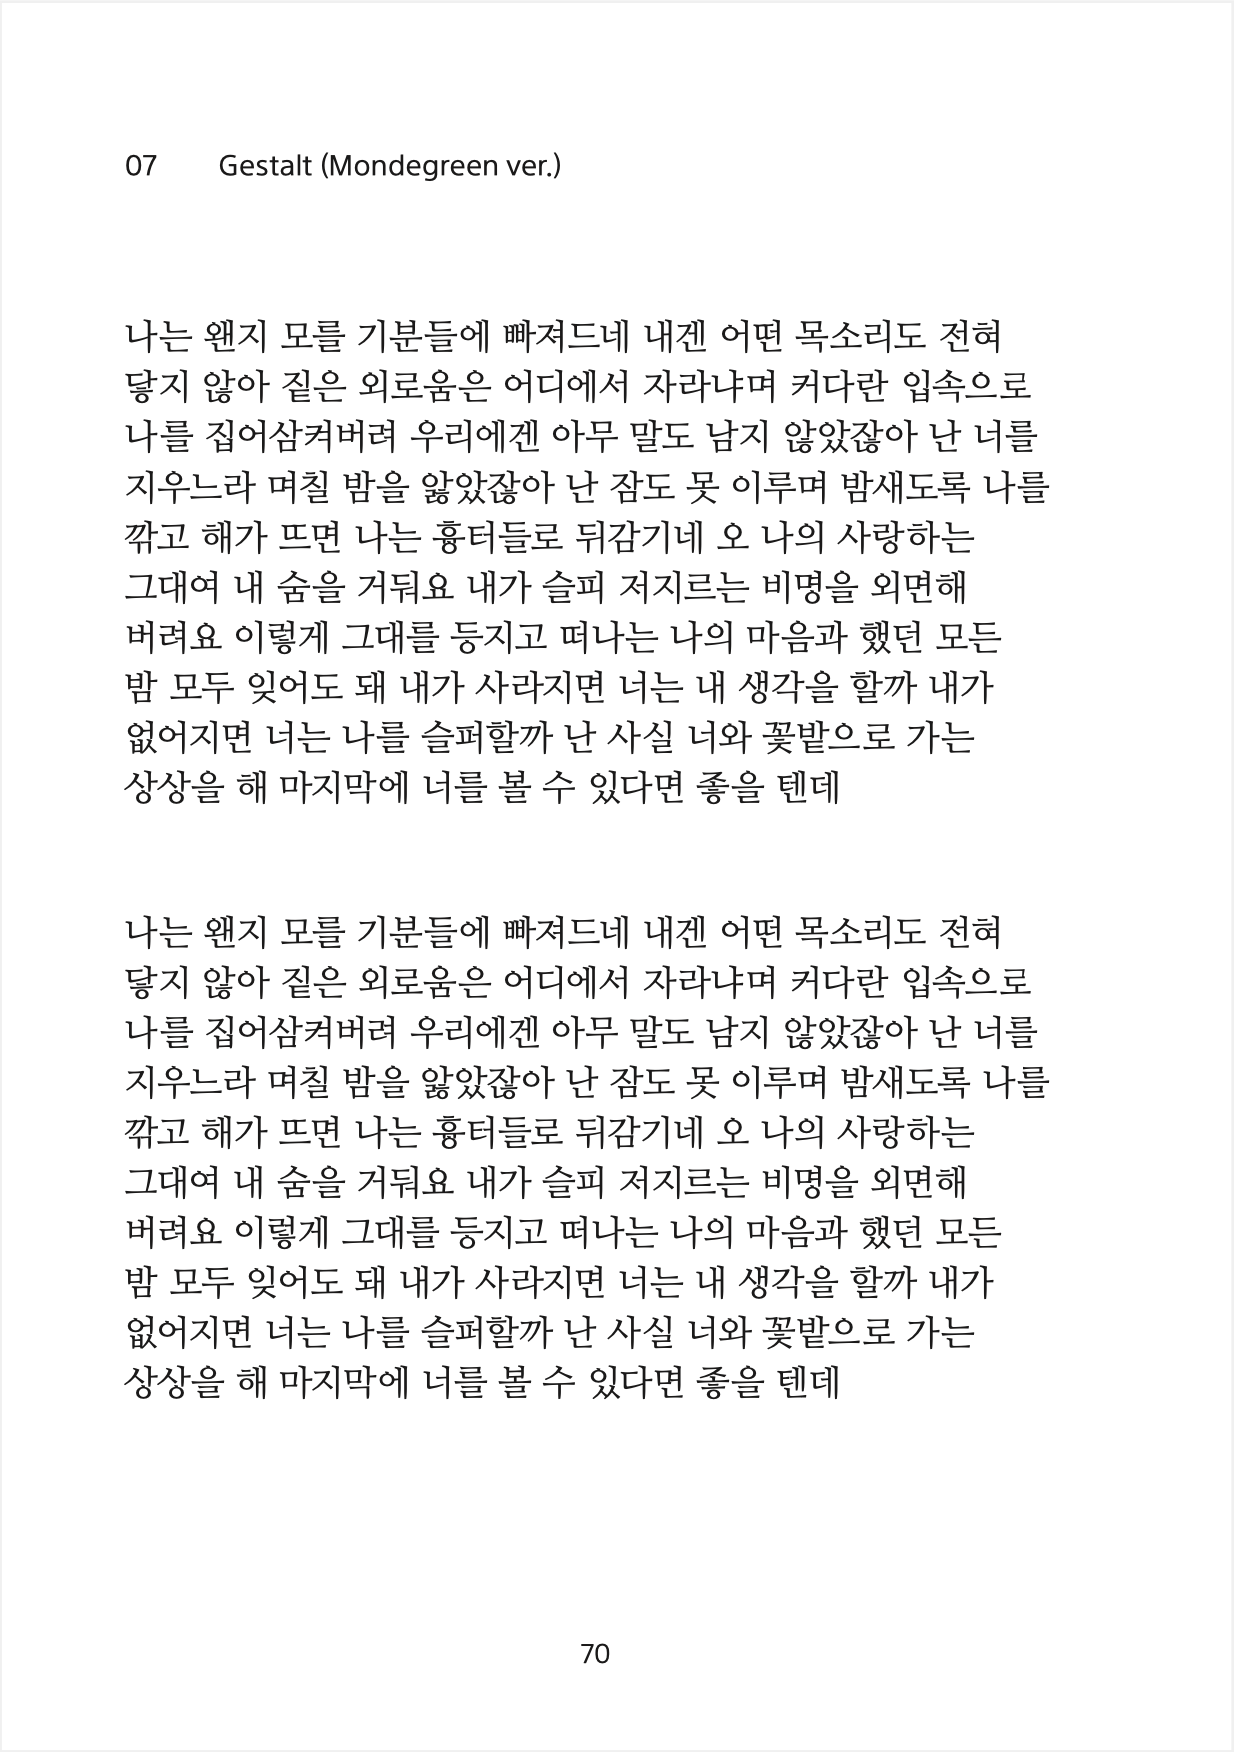 07 Gestalt (Mondegreen ver.)
나는 왠지 모를 기분들에 빠져드네 내겐 어떤 목소리도 전혀
닿지 않아 짙은 외로움은 어디에서 자라냐며 커다란 입속으로
나를 집어삼켜버려 우리에겐 아무 말도 남지 않았잖아 난 너를
지우느라 며칠 밤을 앓았잖아 난 잠도 못 이루며 밤새도록 나를
깎고 해가 뜨면 나는 흉터들로 뒤감기네 오 나의 사랑하는
그대여 내 숨을 거둬요 내가 슬피 저지르는 비명을 외면해
버려요 이렇게 그대를 등지고 떠나는 나의 마음과 했던 모든
밤 모두 잊어도 돼 내가 사라지면 너는 내 생각을 할까 내가
없어지면 너는 나를 슬퍼할까 난 사실 너와 꽃밭으로 가는
상상을 해 마지막에 너를 볼 수 있다면 좋을 텐데
나는 왠지 모를 기분들에 빠져드네 내겐 어떤 목소리도 전혀
닿지 않아 짙은 외로움은 어디에서 자라냐며 커다란 입속으로
나를 집어삼켜버려 우리에겐 아무 말도 남지 않았잖아 난 너를
지우느라 며칠 밤을 앓았잖아 난 잠도 못 이루며 밤새도록 나를
깎고 해가 뜨면 나는 흉터들로 뒤감기네 오 나의 사랑하는
그대여 내 숨을 거둬요 내가 슬피 저지르는 비명을 외면해
버려요 이렇게 그대를 등지고 떠나는 나의 마음과 했던 모든
밤 모두 잊어도 돼 내가 사라지면 너는 내 생각을 할까 내가
없어지면 너는 나를 슬퍼할까 난 사실 너와 꽃밭으로 가는
상상을 해 마지막에 너를 볼 수 있다면 좋을 텐데
70